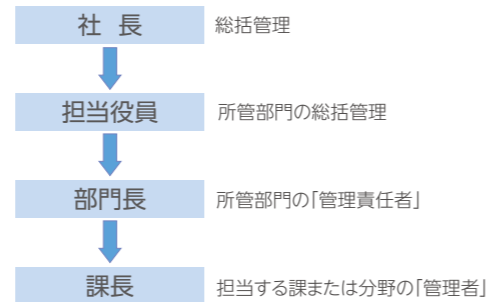 社 長 総括管理
担当役員 所管部門の総括管理
部門長 所管部門の「管理責任者」
課長 担当する課または分野の「管理者」